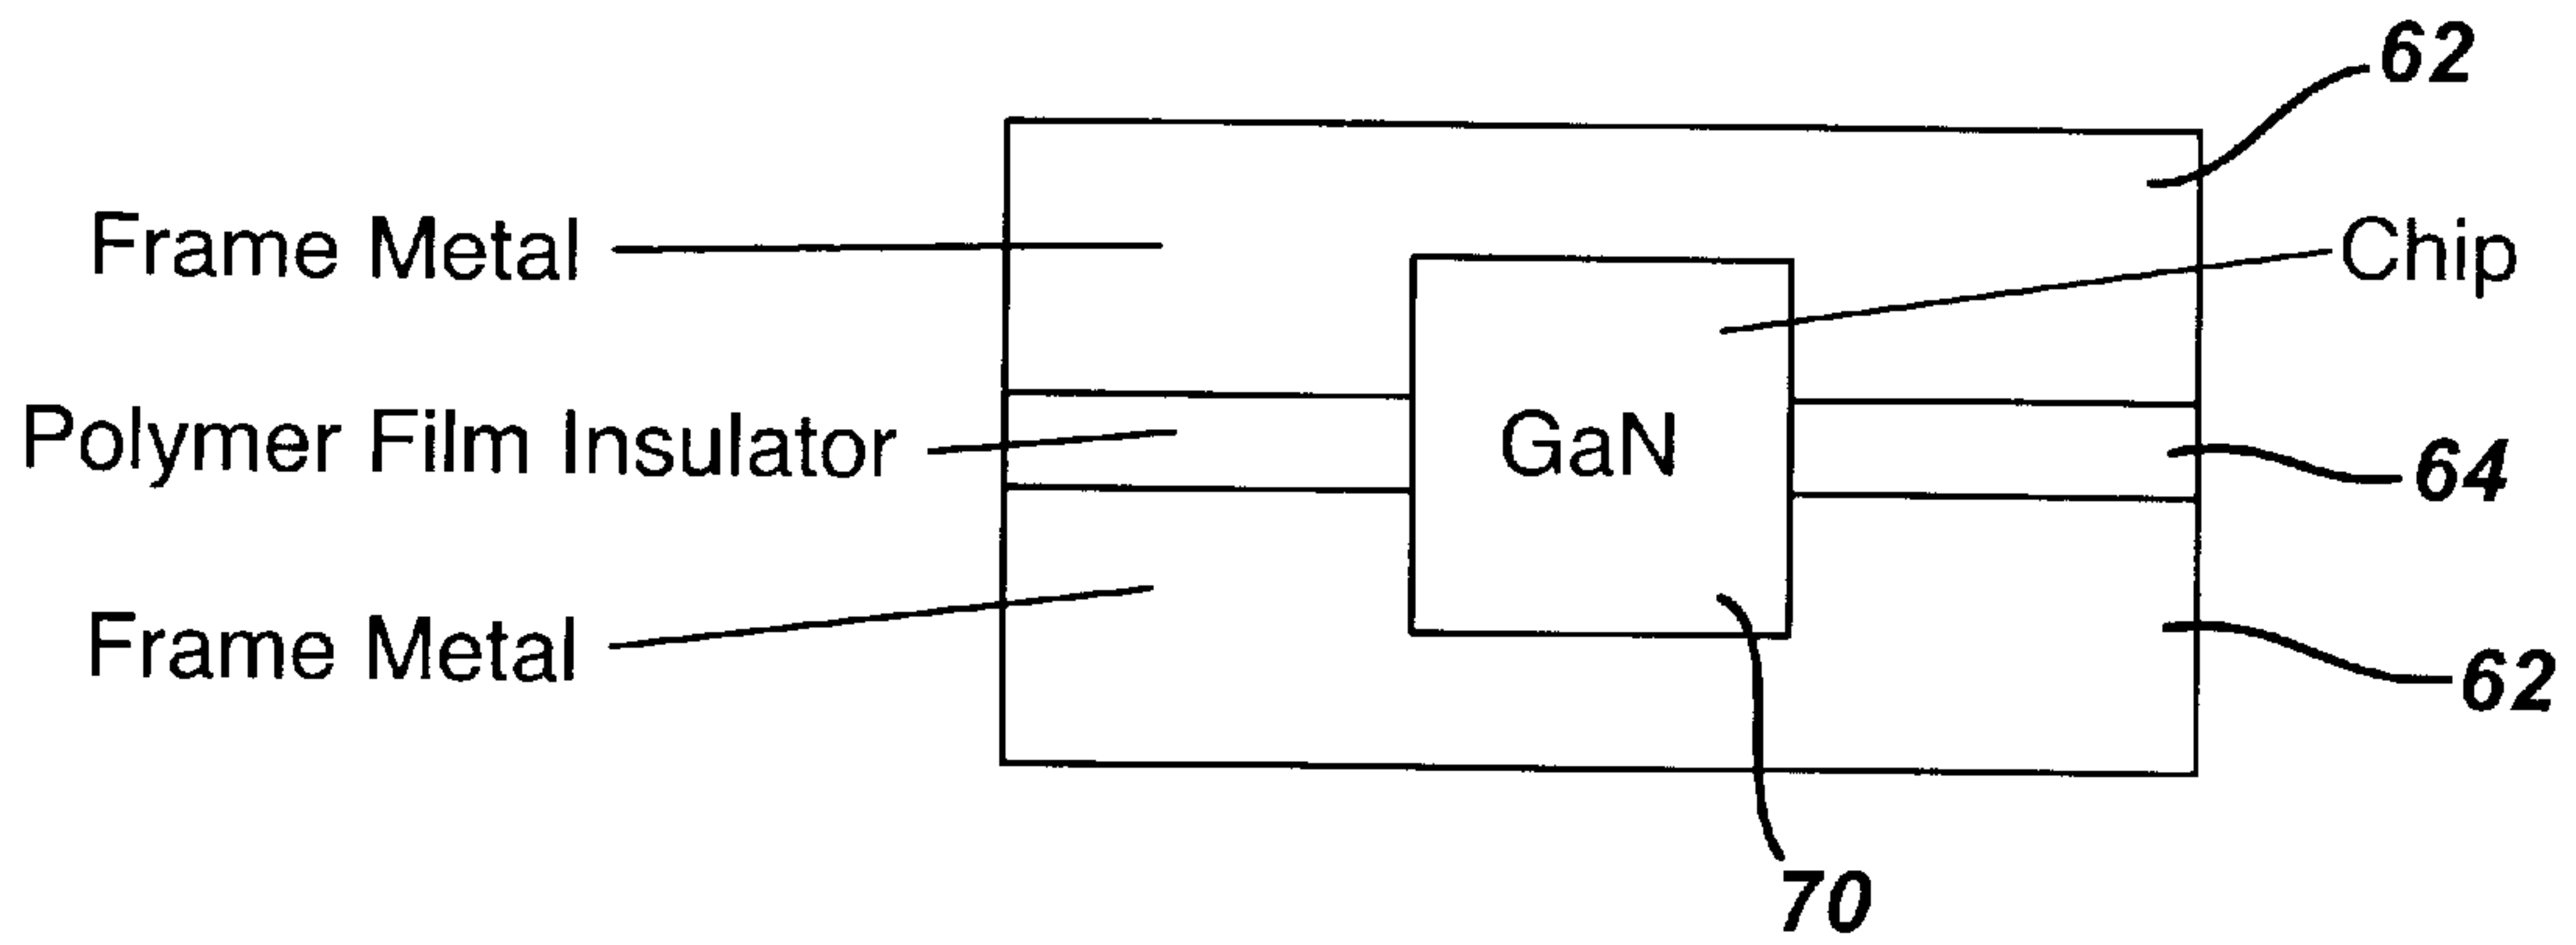 62
Frame Metal
Chip
Polymer Film Insulator
GaN
64
Frame Metal
62
70